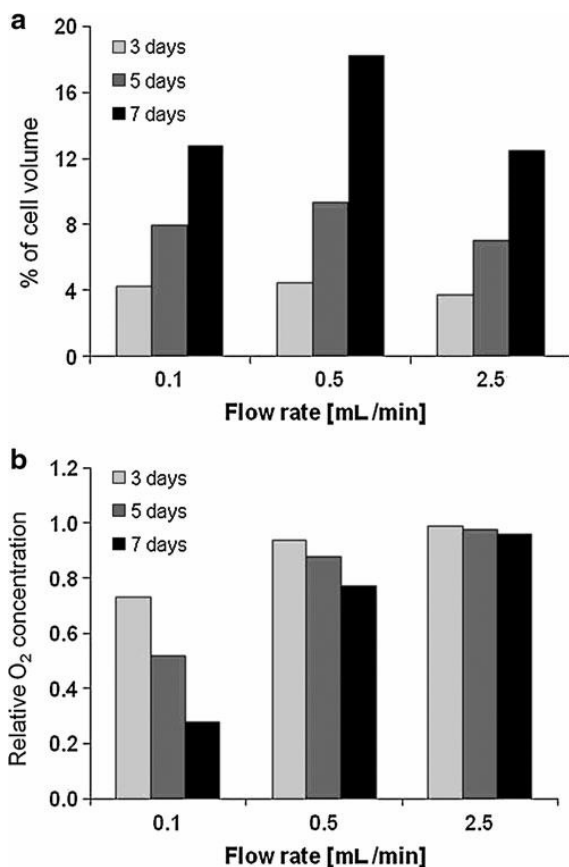 a
20
16
12
8
4
0
% of cell volume
3 days
5 days
7 days
0.1 0.5 2.5
Flow rate [mL/min]
b
1.2
1.0
0.8
0.6
0.4
0.2
0.0
Relative O₂ concentration
3 days
5 days
7 days
0.1 0.5 2.5
Flow rate [mL/min]